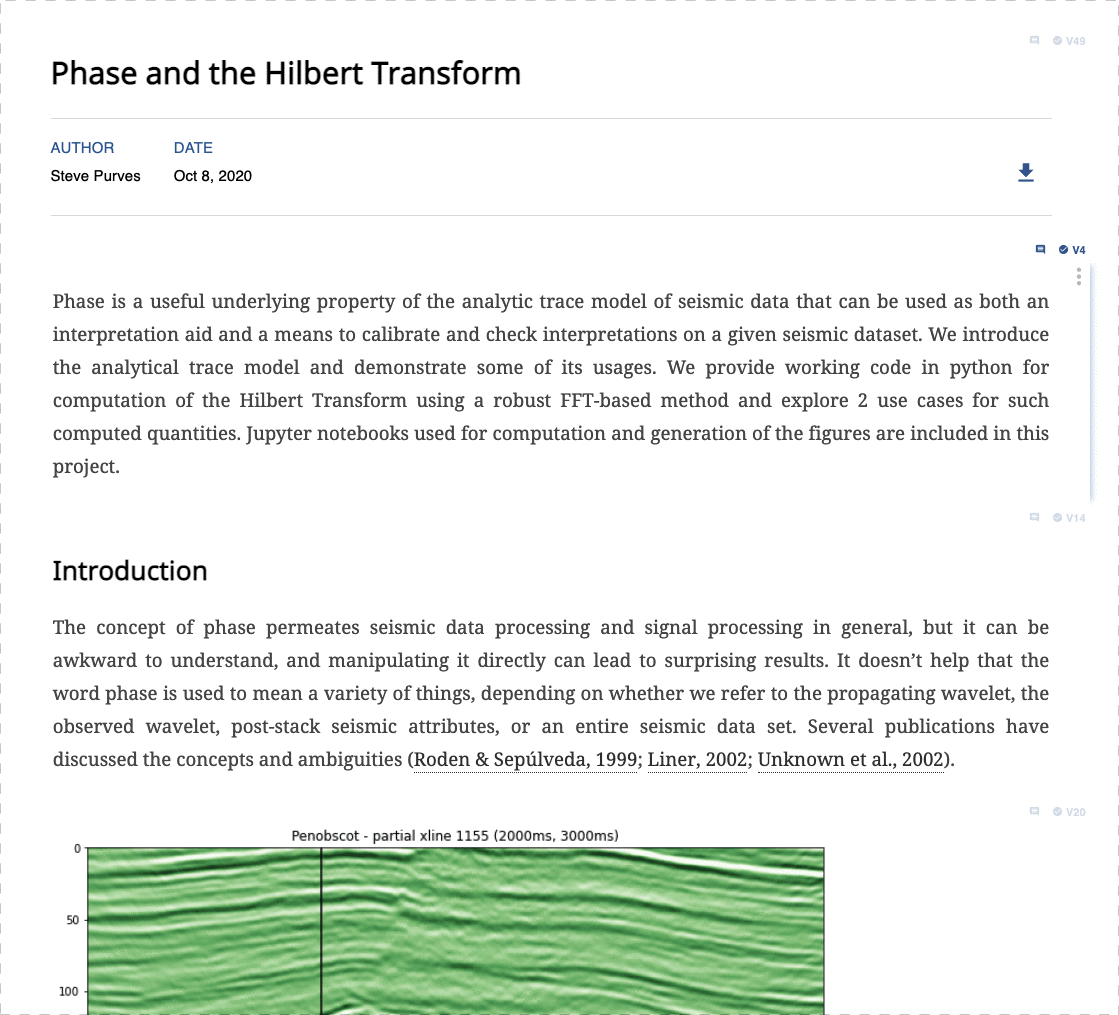 V49
Phase and the Hilbert Transform
AUTHOR DATE
Steve Purves Oct 8, 2020
V4
Phase is a useful underlying property of the analytic trace model of seismic data that can be used as both an
interpretation aid and a means to calibrate and check interpretations on a given seismic dataset. We introduce
the analytical trace model and demonstrate some of its usages. We provide working code in python for
computation of the Hilbert Transform using a robust FFT-based method and explore 2 use cases for such
computed quantities. Jupyter notebooks used for computation and generation of the figures are included in this
project.
V14
Introduction
The concept of phase permeates seismic data processing and signal processing in general, but it can be
awkward to understand, and manipulating it directly can lead to surprising results. It doesn’t help that the
word phase is used to mean a variety of things, depending on whether we refer to the propagating wavelet, the
observed wavelet, post-stack seismic attributes, or an entire seismic data set. Several publications have
discussed the concepts and ambiguities (Roden & Sepúlveda, 1999; Liner, 2002; Unknown et al., 2002).
V20
Penobscot - partial xline 1155 (2000ms, 3000ms)
0
50
100